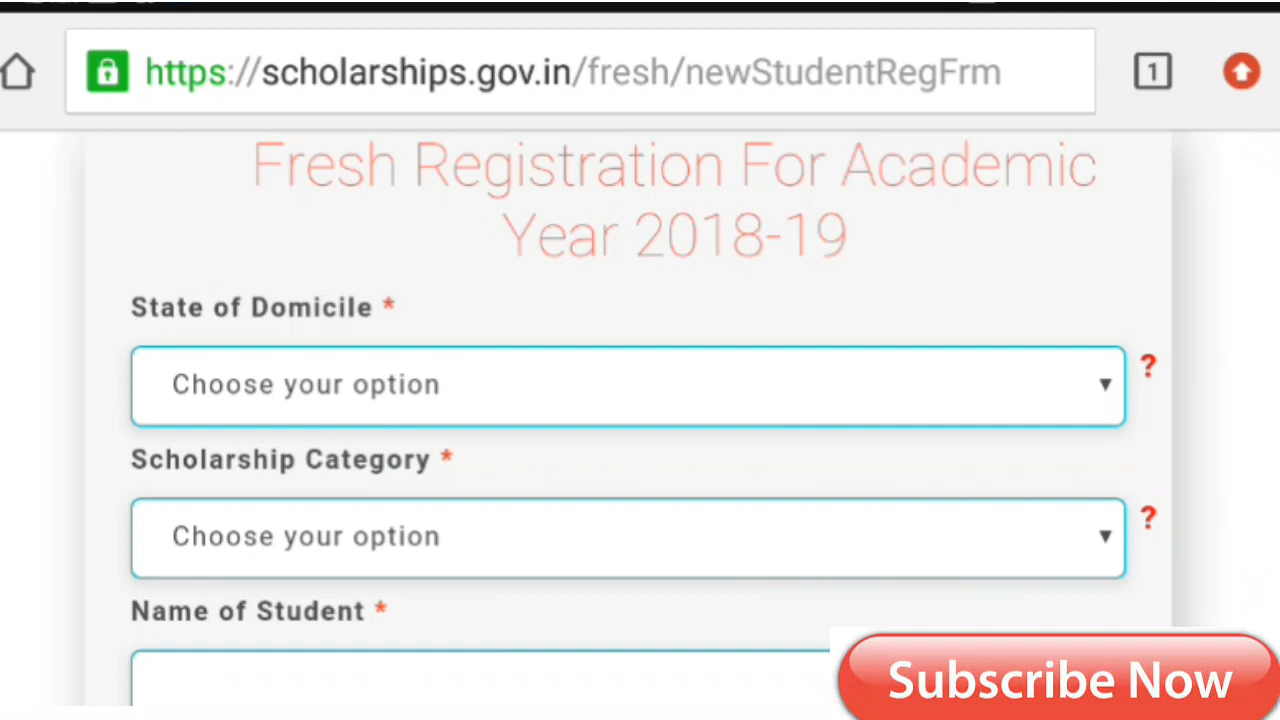 https://scholarships.gov.in/fresh/newStudentRegFrm
1
Fresh Registration For Academic
Year 2018-19
State of Domicile *
Choose your option
?
Scholarship Category *
Choose your option
?
Name of Student *
Subscribe Now